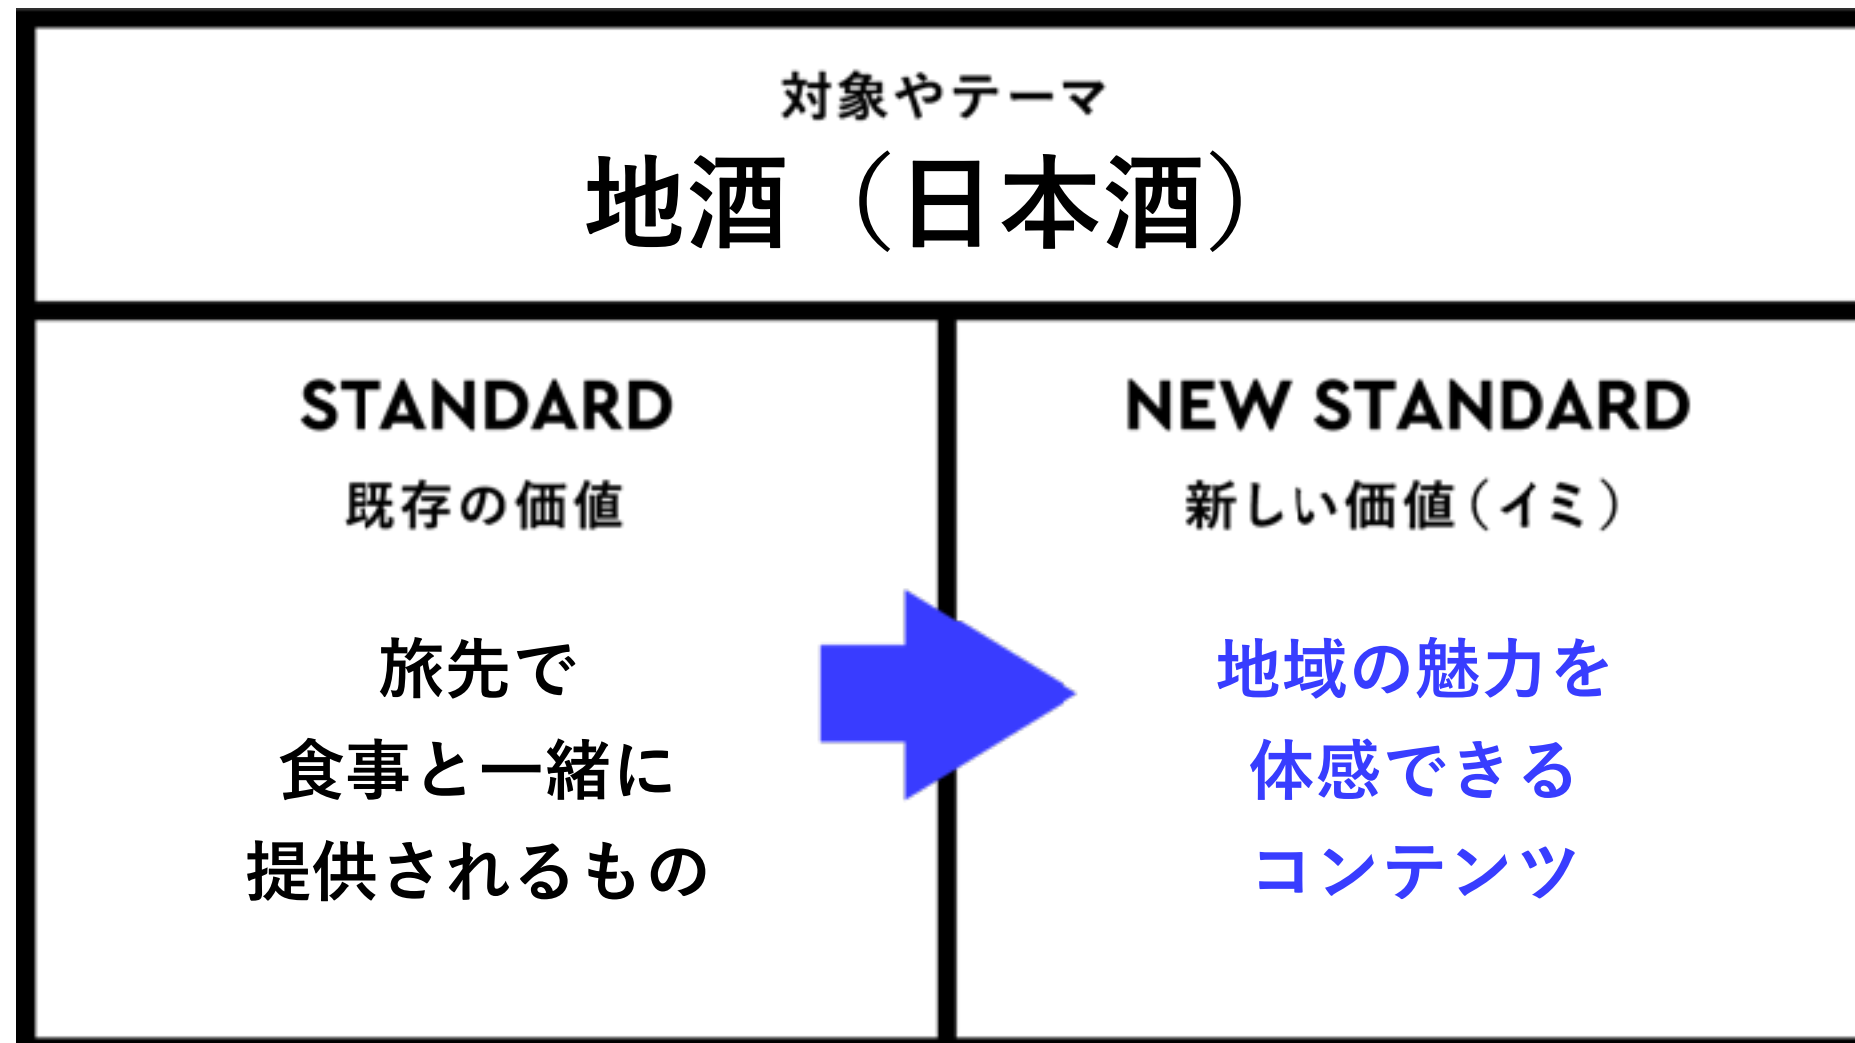 対象やテーマ
地酒（日本酒）
STANDARD
既存の価値
旅先で
食事と一緒に
提供されるもの
NEW STANDARD
新しい価値（イミ）
地域の魅力を
体感できる
コンテンツ